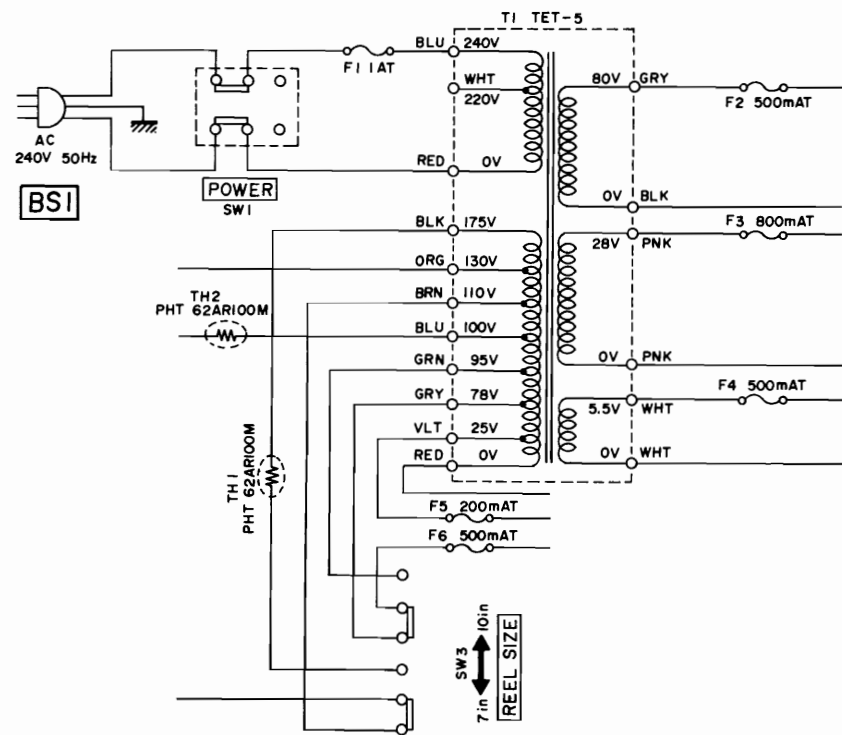 T1 TET-5
BLU 240V
F1 1AT
WHT
220V
80V GRY
F2 500mAT
AC
240V 50Hz
RED 0V
POWER
SW1
BS1
0V BLK
BLK 175V
F3 800mAT
28V PNK
ORG 130V
BRN 110V
TH2
PHT 62AR100M
BLU 100V
GRN 95V
0V PNK
GRY 78V
F4 500mAT
5.5V WHT
VLT 25V
RED 0V
0V WHT
TH1
PHT 62AR100M
F5 200mAT
F6 500mAT
SW3
7in 10in
REEL SIZE